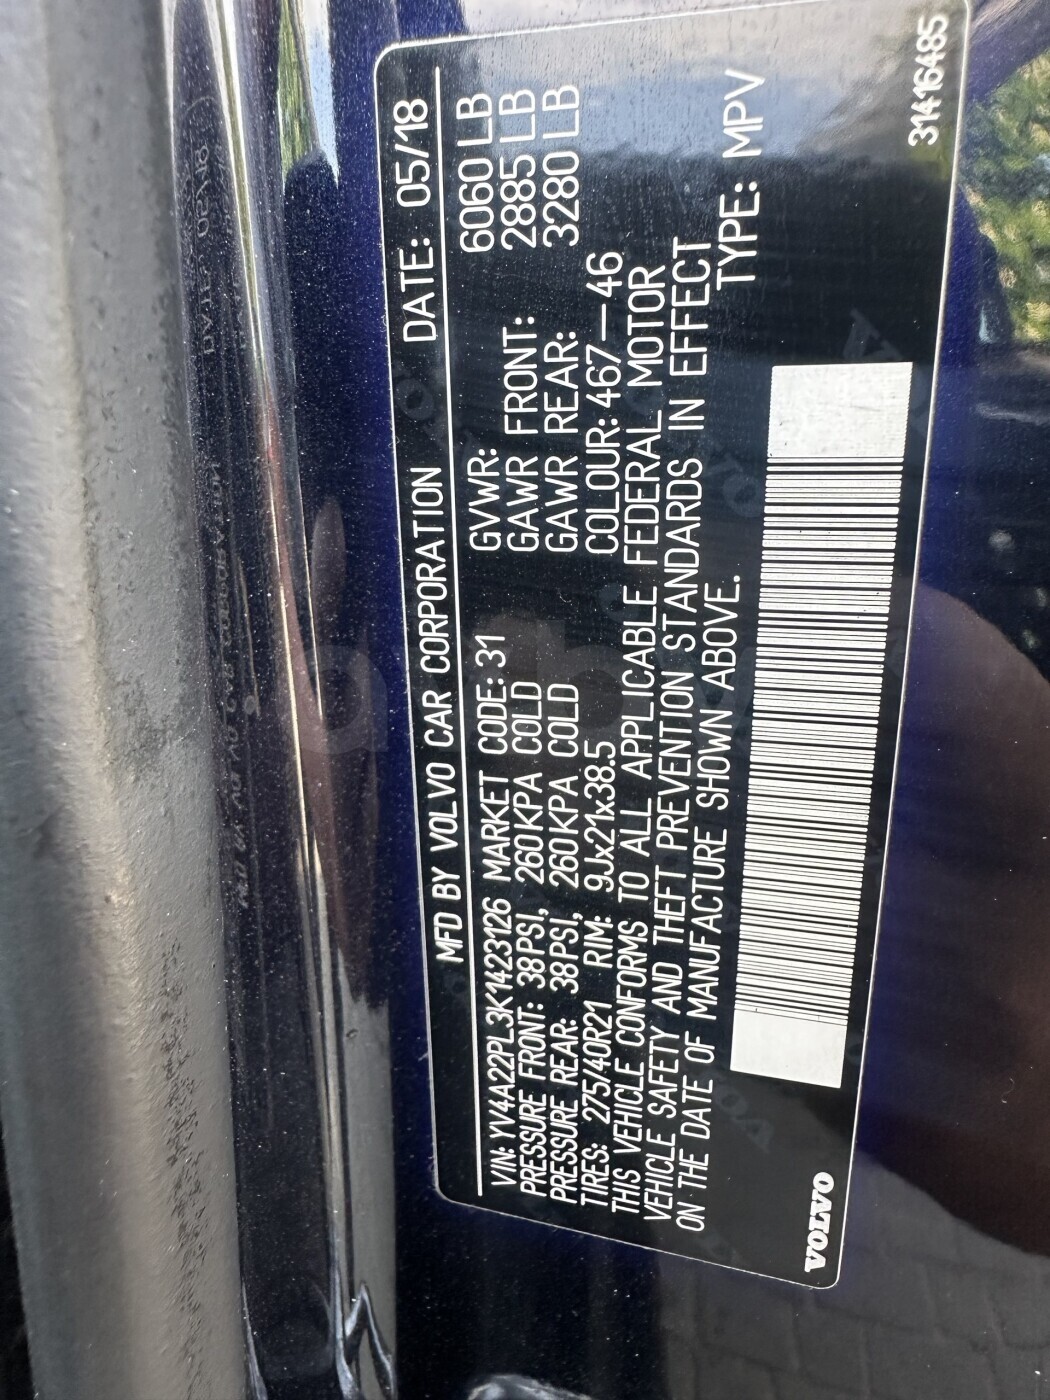 MFD BY VOLVO CAR CORPORATION DATE: 05/18
VIN: YV4A22PL3K1423126 MARKET CODE: 31 GVWR: 6060 LB
PRESSURE FRONT: 38PSI, 260KPA COLD GAWR FRONT: 2885 LB
PRESSURE REAR: 38PSI, 260KPA COLD GAWR REAR: 3280 LB
TIRES: 275/40R21 RIM: 9Jx21x38.5 COLOUR: 467-46
THIS VEHICLE CONFORMS TO ALL APPLICABLE FEDERAL MOTOR
VEHICLE SAFETY AND THEFT PREVENTION STANDARDS IN EFFECT
ON THE DATE OF MANUFACTURE SHOWN ABOVE. TYPE: MPV
VOLVO 31416485